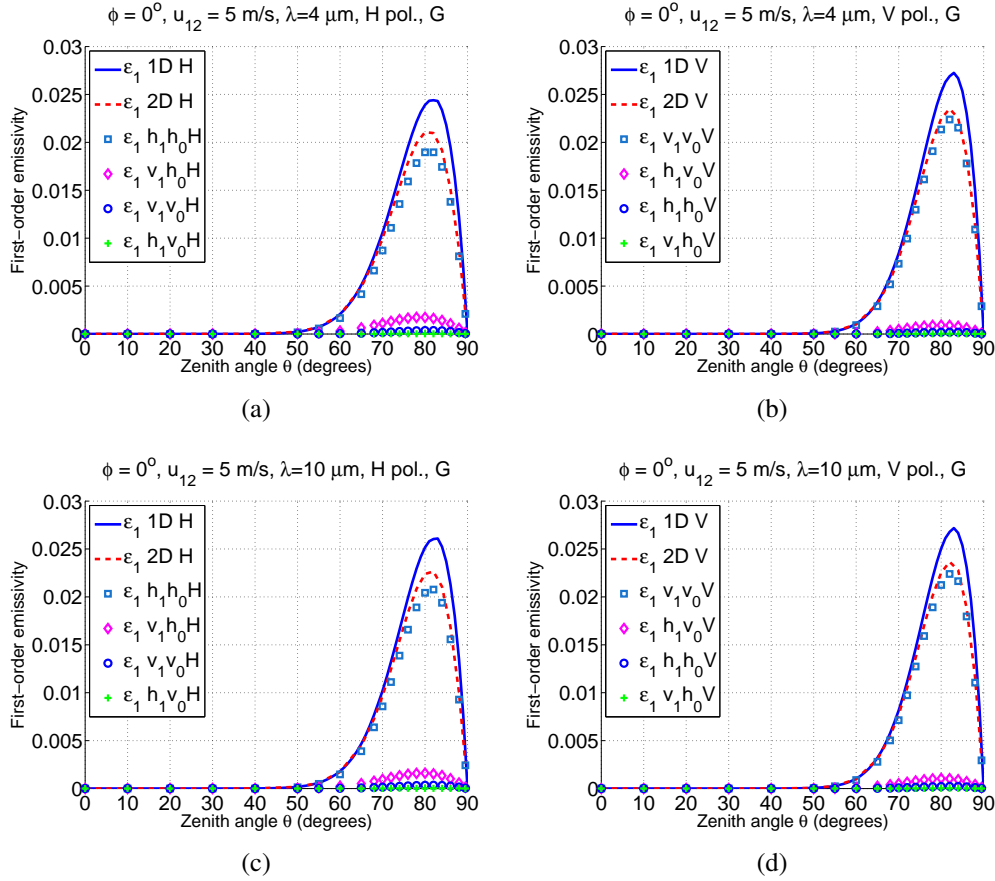 ϕ = 0°, u₁₂ = 5 m/s, λ=4 μm, H pol., G
First−order emissivity
0.03
0.025
0.02
0.015
0.01
0.005
0
ε₁ 1D H
ε₁ 2D H
ε₁ h₁h₀H
ε₁ v₁h₀H
ε₁ v₁v₀H
ε₁ h₁v₀H
0 10 20 30 40 50 60 70 80 90
Zenith angle θ (degrees)
(a)
ϕ = 0°, u₁₂ = 5 m/s, λ=4 μm, V pol., G
First−order emissivity
0.03
0.025
0.02
0.015
0.01
0.005
0
ε₁ 1D V
ε₁ 2D V
ε₁ v₁v₀V
ε₁ h₁v₀V
ε₁ h₁h₀V
ε₁ v₁h₀V
0 10 20 30 40 50 60 70 80 90
Zenith angle θ (degrees)
(b)
ϕ = 0°, u₁₂ = 5 m/s, λ=10 μm, H pol., G
First−order emissivity
0.03
0.025
0.02
0.015
0.01
0.005
0
ε₁ 1D H
ε₁ 2D H
ε₁ h₁h₀H
ε₁ v₁h₀H
ε₁ v₁v₀H
ε₁ h₁v₀H
0 10 20 30 40 50 60 70 80 90
Zenith angle θ (degrees)
(c)
ϕ = 0°, u₁₂ = 5 m/s, λ=10 μm, V pol., G
First−order emissivity
0.03
0.025
0.02
0.015
0.01
0.005
0
ε₁ 1D V
ε₁ 2D V
ε₁ v₁v₀V
ε₁ h₁v₀V
ε₁ h₁h₀V
ε₁ v₁h₀V
0 10 20 30 40 50 60 70 80 90
Zenith angle θ (degrees)
(d)